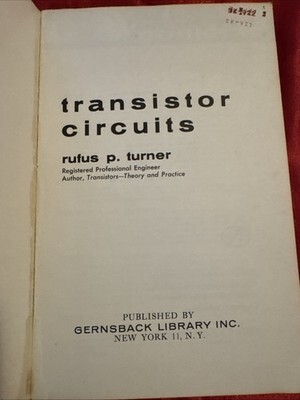 transistor
circuits
rufus p. turner
Registered Professional Engineer
Author, Transistors—Theory and Practice
PUBLISHED BY
GERNSBACK LIBRARY INC.
NEW YORK 11, N. Y.